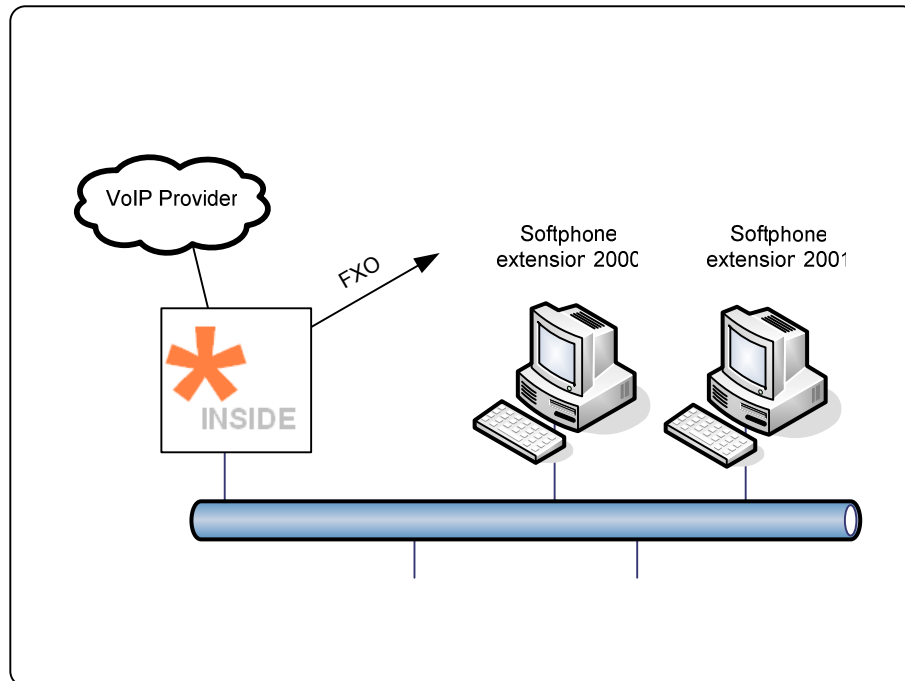 VoIP Provider
FXO
INSIDE
Softphone
extension 2000
Softphone
extension 2001